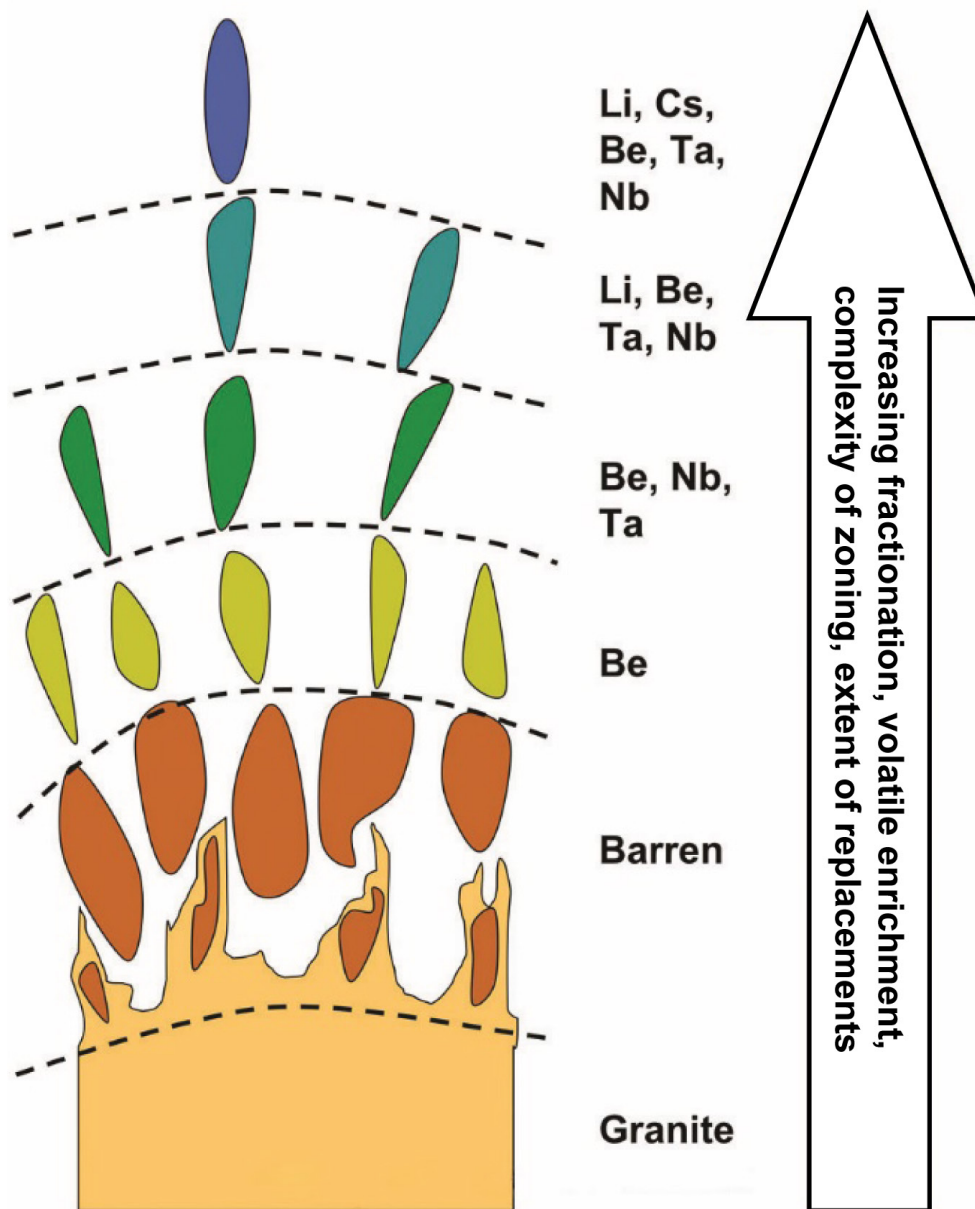 Li, Cs,
Be, Ta,
Nb
Li, Be,
Ta, Nb
Be, Nb,
Ta
Be
Barren
Granite
Increasing fractionation, volatile enrichment,
complexity of zoning, extent of replacements